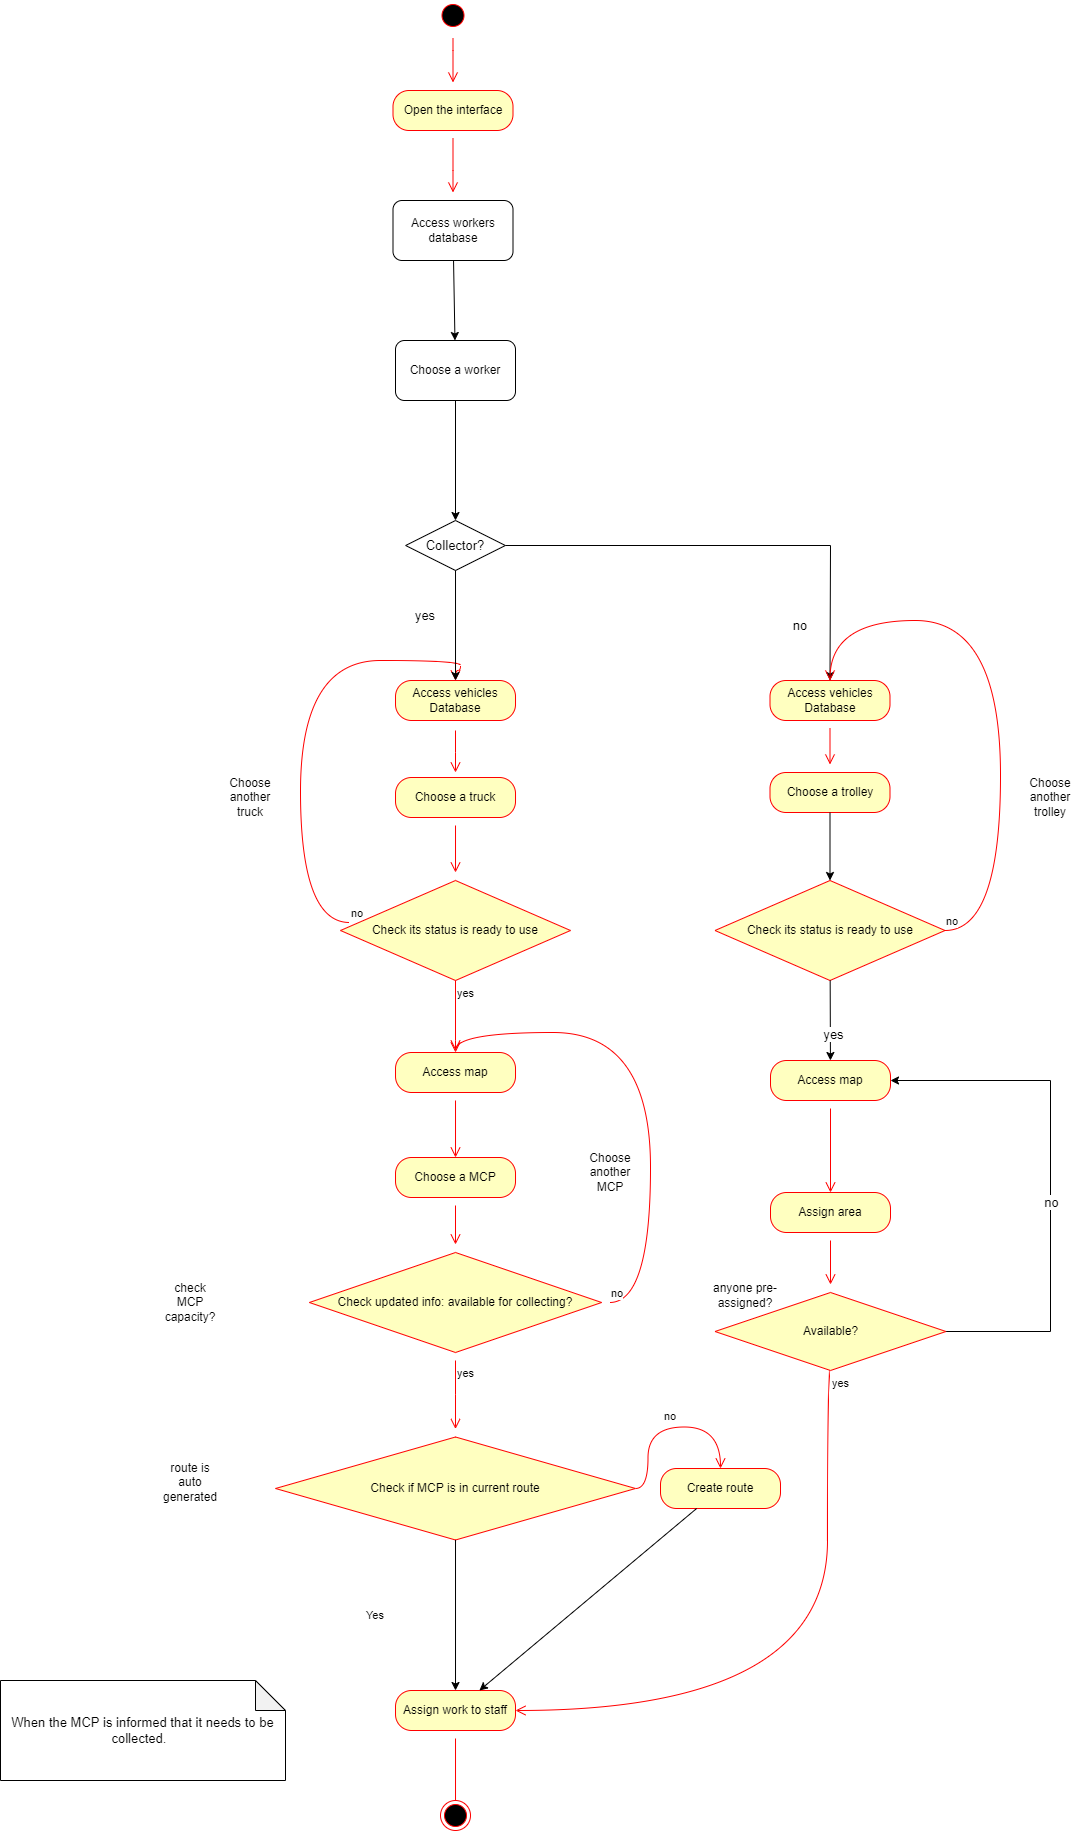 Open the interface
Access workers
database
Choose a worker
Collector?
yes
no
Access vehicles
Database
Access vehicles
Database
Choose
another
truck
Choose a truck
Choose a trolley
Choose
another
trolley
no
Check its status is ready to use
Check its status is ready to use
no
yes
yes
Access map
Access map
Choose a MCP
Choose
another
MCP
Assign area
no
check
MCP
capacity?
Check updated info: available for collecting?
no
anyone pre-
assigned?
Available?
yes
yes
route is
auto
generated
Check if MCP is in current route
no
Create route
Yes
Assign work to staff
When the MCP is informed that it needs to be
collected.